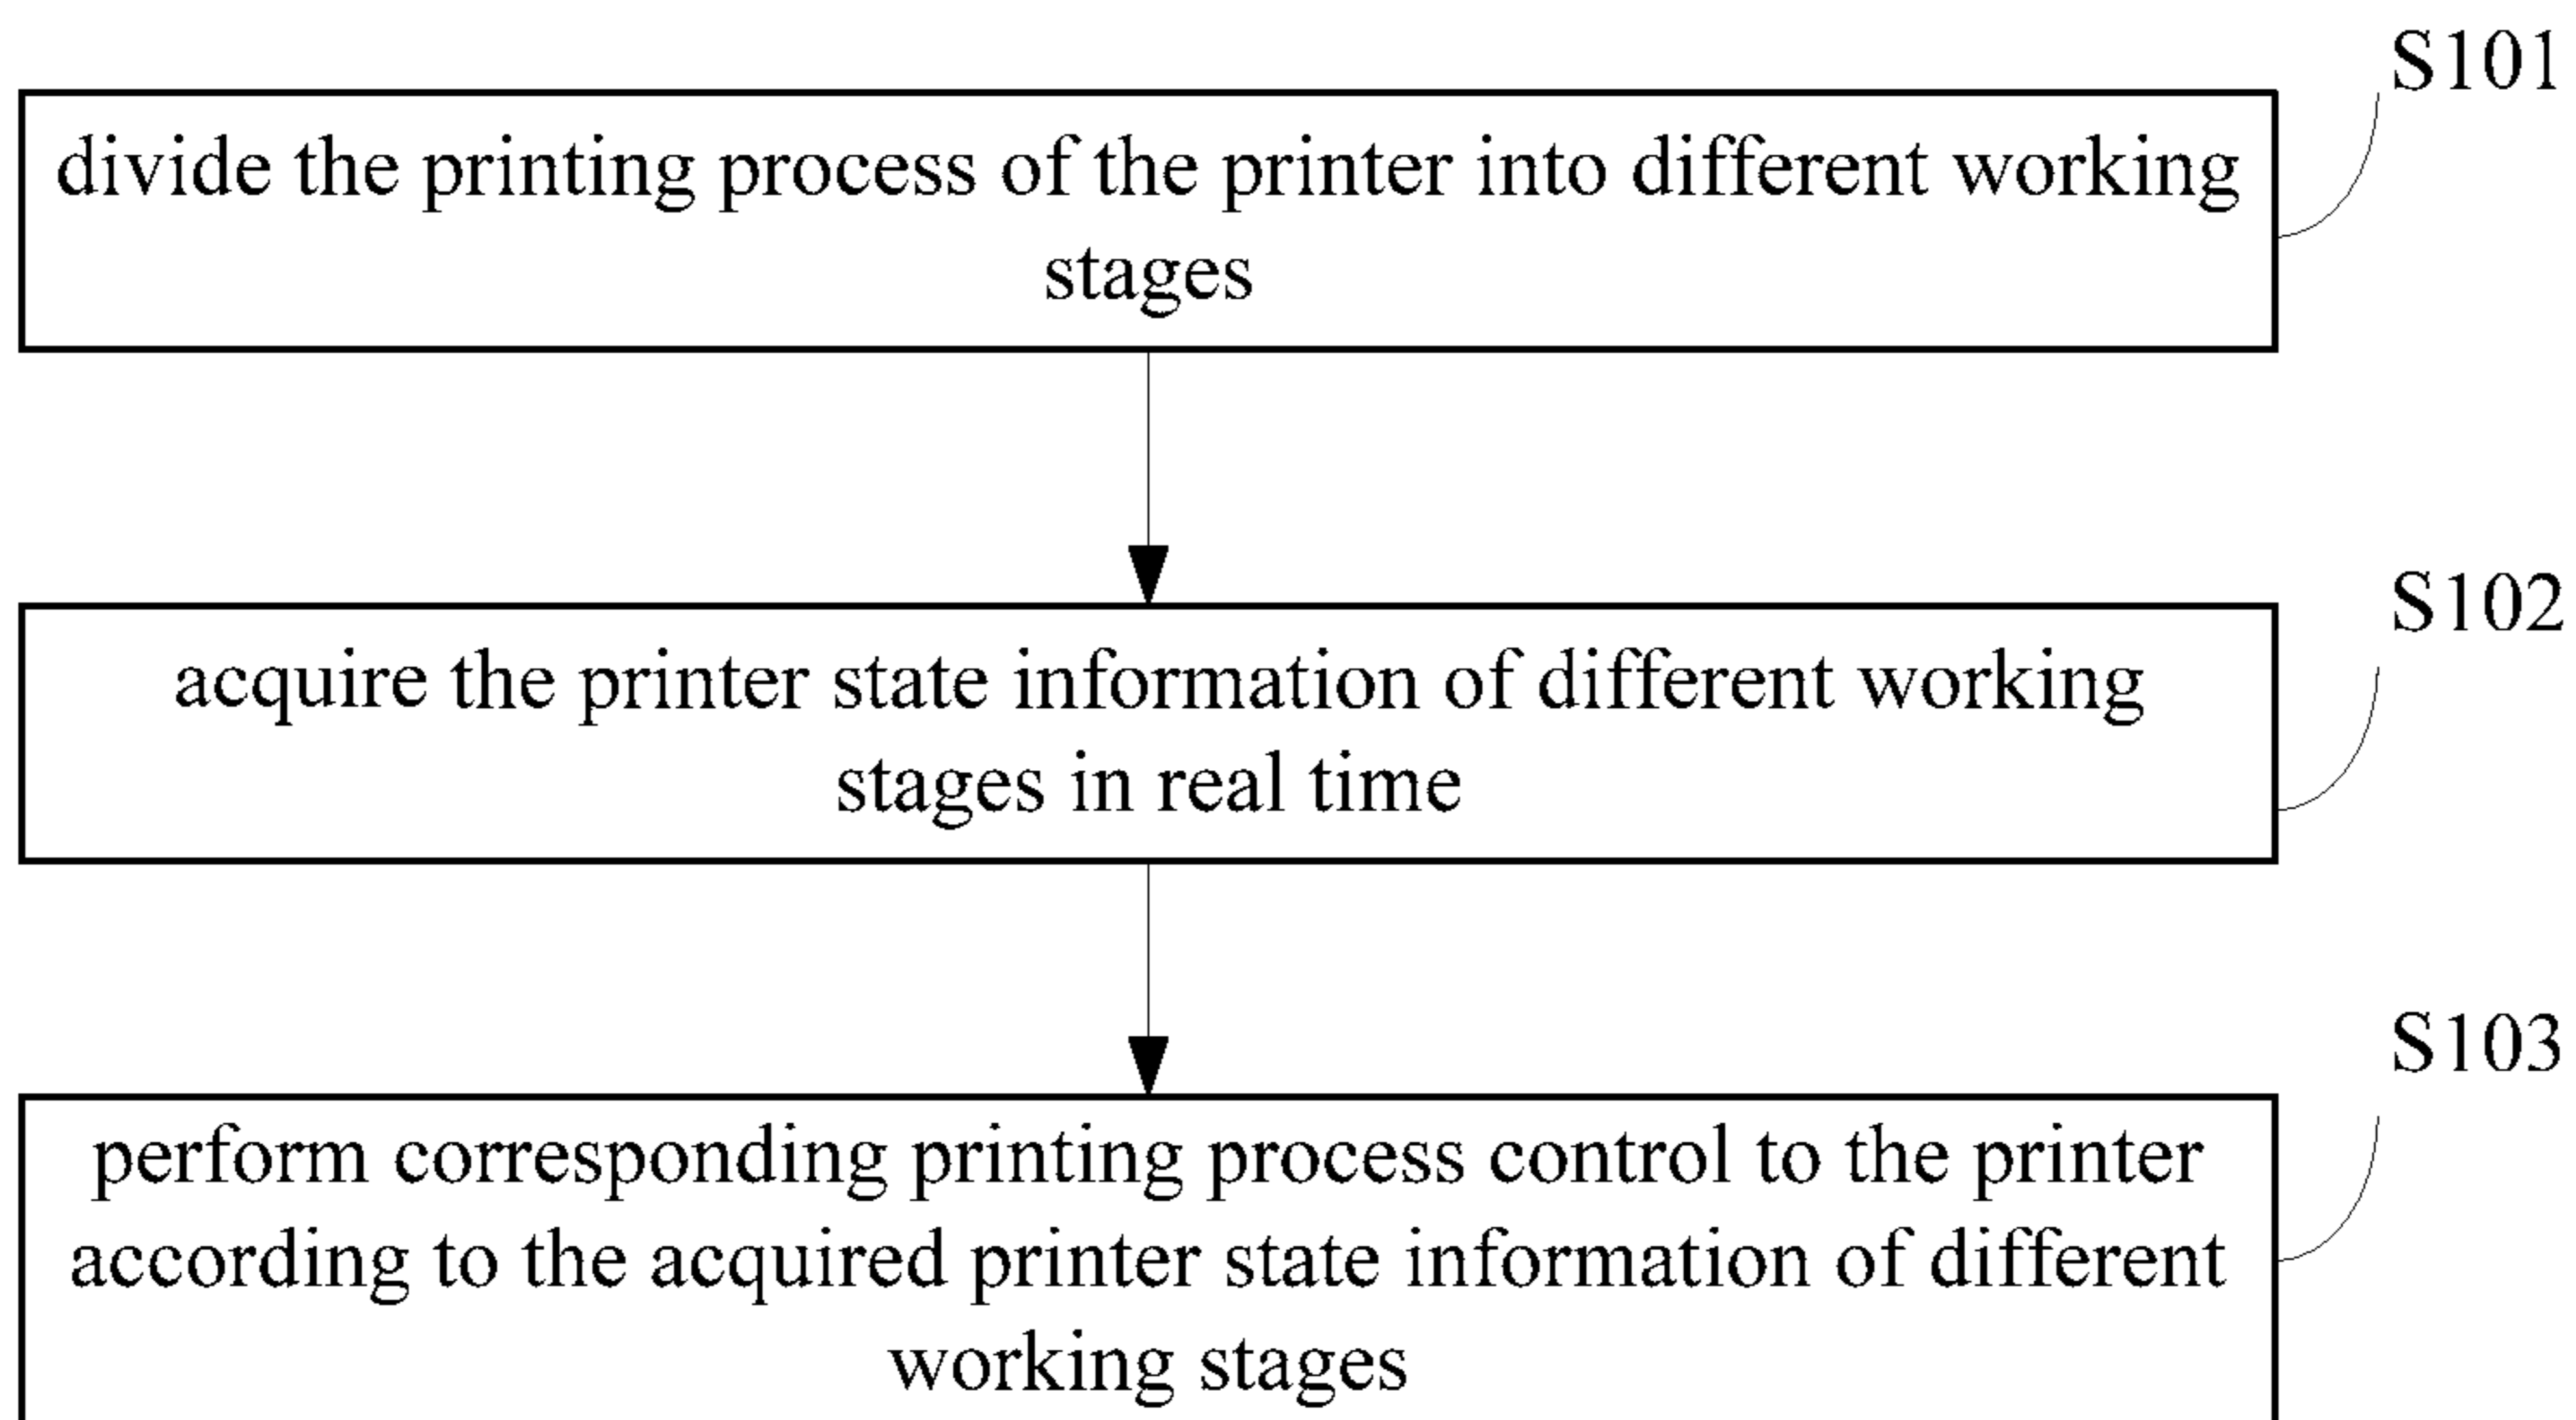 S101
divide the printing process of the printer into different working
stages
S102
acquire the printer state information of different working
stages in real time
S103
perform corresponding printing process control to the printer
according to the acquired printer state information of different
working stages